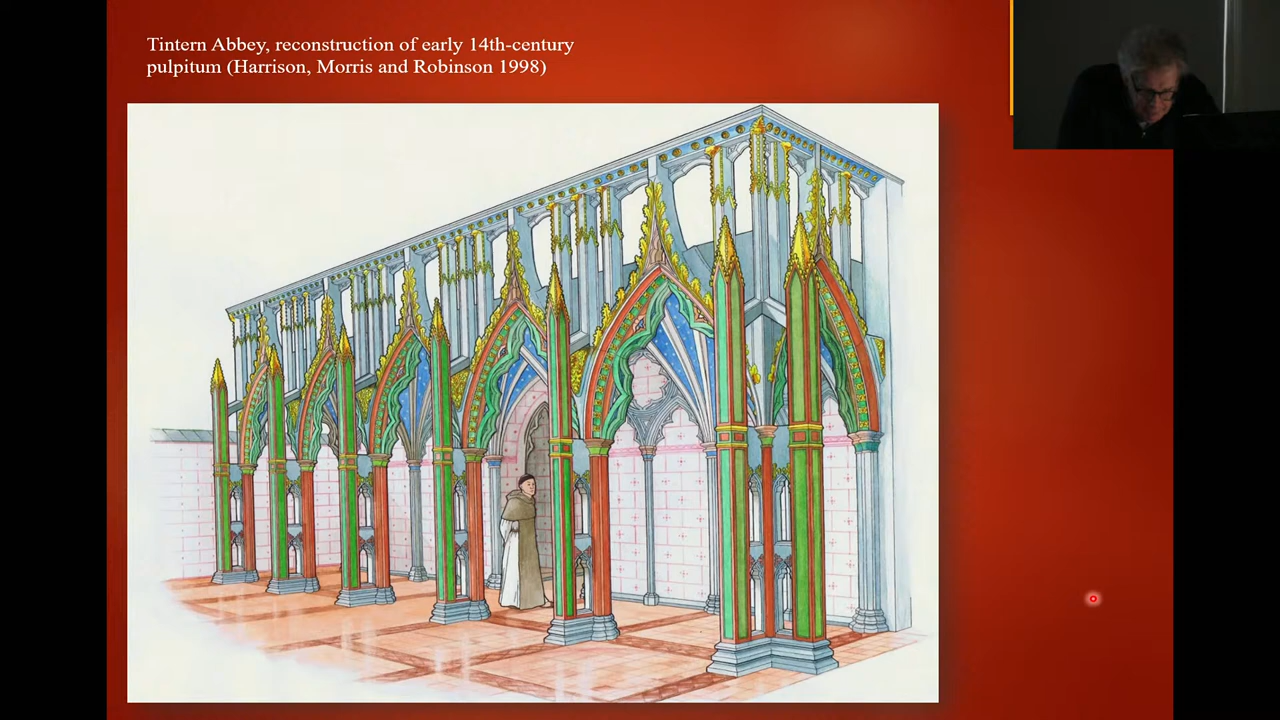 Tintern Abbey, reconstruction of early 14th-century
pulpitum (Harrison, Morris and Robinson 1998)